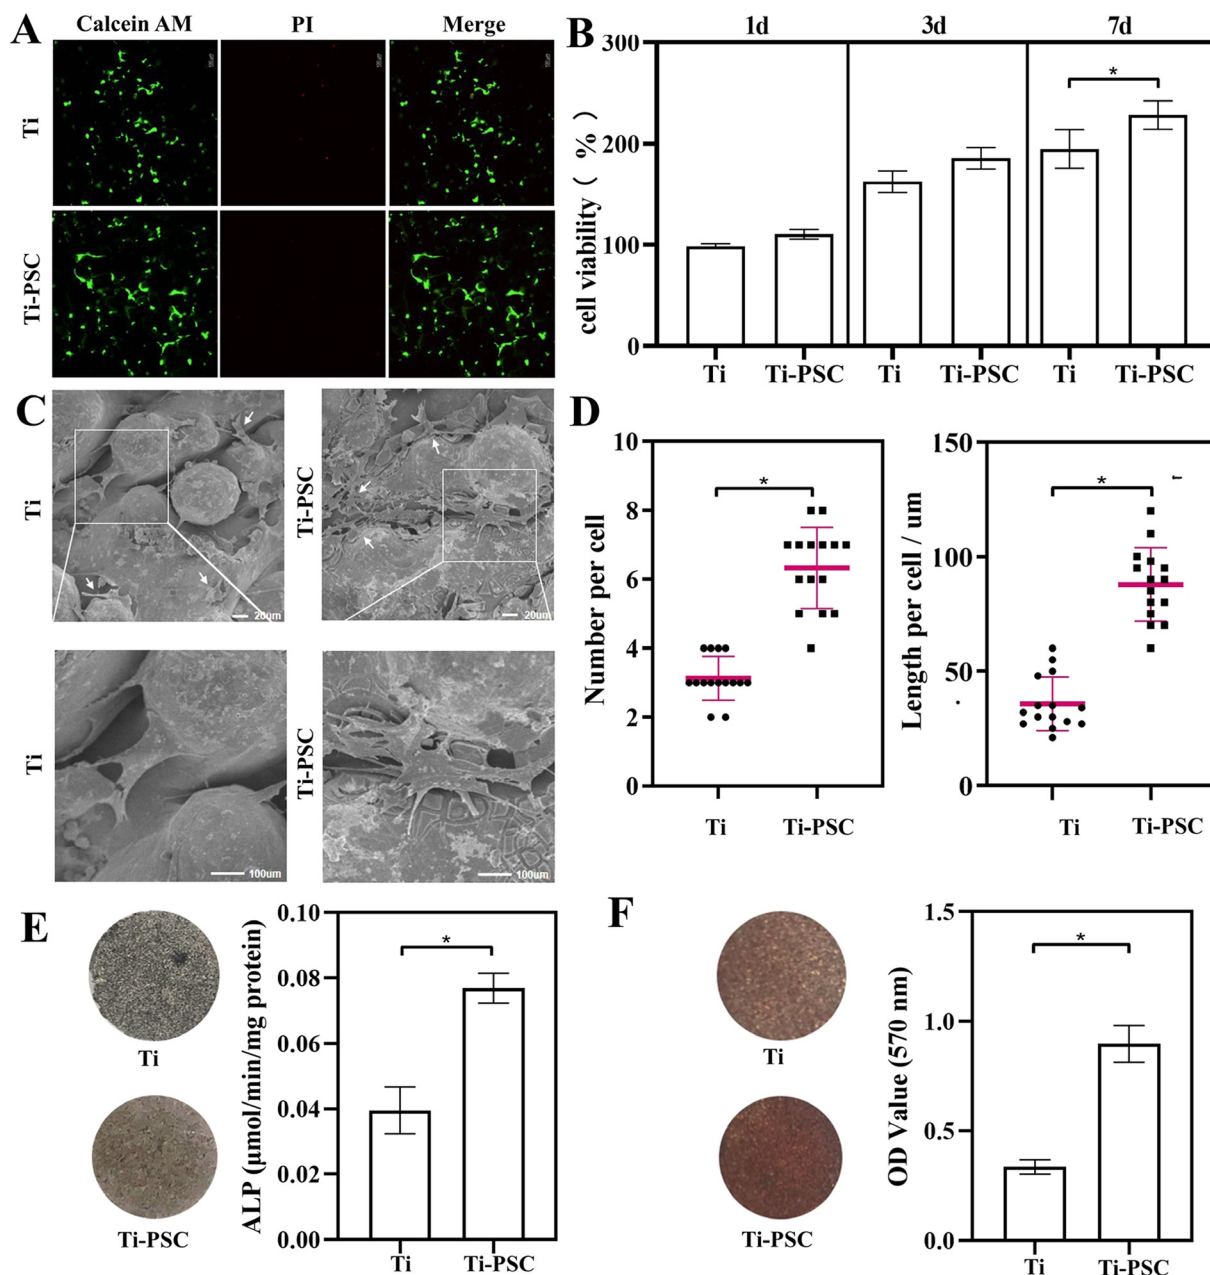 A
Calcein AM
PI
Merge
Ti
Ti-PSC
B
1d
3d
7d
cell viability ( % )
300
200
100
0
*
Ti
Ti-PSC
Ti
Ti-PSC
Ti
Ti-PSC
C
Ti
20um
Ti-PSC
20um
Ti
100um
Ti-PSC
100um
D
Number per cell
10
8
6
4
2
0
*
Ti
Ti-PSC
Length per cell / um
150
100
50
0
*
Ti
Ti-PSC
E
Ti
Ti-PSC
ALP (μmol/min/mg protein)
0.10
0.08
0.06
0.04
0.02
0.00
*
Ti
Ti-PSC
F
Ti
Ti-PSC
OD Value (570 nm)
1.5
1.0
0.5
0.0
*
Ti
Ti-PSC